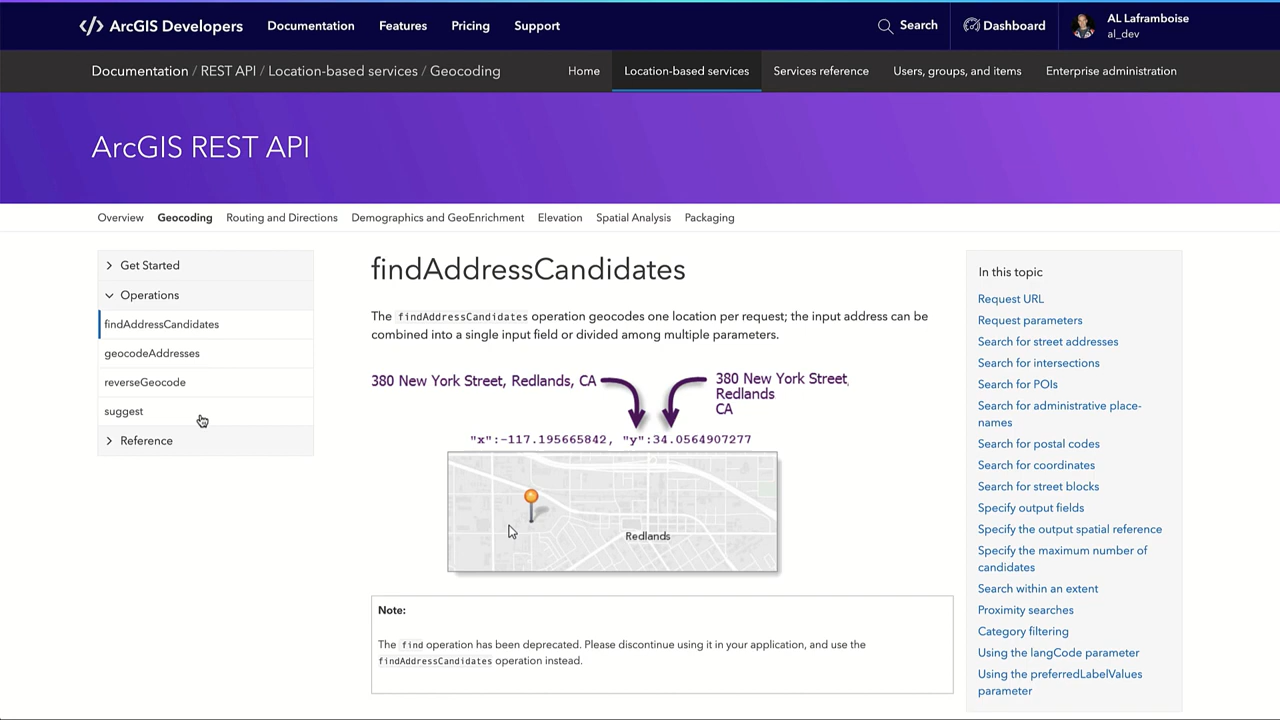 </> ArcGIS Developers Documentation Features Pricing Support Search Dashboard AL Laframboise
al_dev
Documentation / REST API / Location-based services / Geocoding Home Location-based services Services reference Users, groups, and items Enterprise administration
ArcGIS REST API
Overview Geocoding Routing and Directions Demographics and GeoEnrichment Elevation Spatial Analysis Packaging
Get Started
Operations
findAddressCandidates
geocodeAddresses
reverseGeocode
suggest
Reference
findAddressCandidates
The findAddressCandidates operation geocodes one location per request; the input address can be
combined into a single input field or divided among multiple parameters.
380 New York Street, Redlands, CA
380 New York Street,
Redlands
CA
"x":-117.195665842, "y":34.0564907277
Redlands
Note:
The find operation has been deprecated. Please discontinue using it in your application, and use the
findAddressCandidates operation instead.
In this topic
Request URL
Request parameters
Search for street addresses
Search for intersections
Search for POIs
Search for administrative place-
names
Search for postal codes
Search for coordinates
Search for street blocks
Specify output fields
Specify the output spatial reference
Specify the maximum number of
candidates
Search within an extent
Proximity searches
Category filtering
Using the langCode parameter
Using the preferredLabelValues
parameter